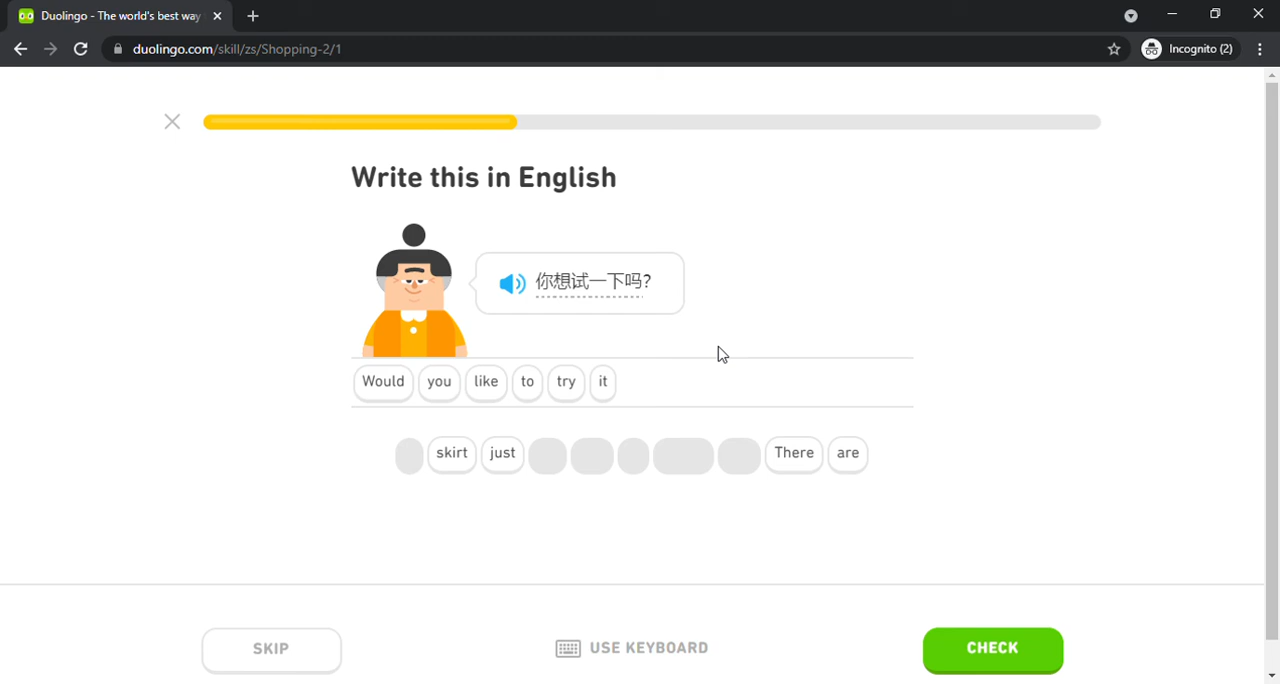 Duolingo - The world's best way
duolingo.com/skill/zs/Shopping-2/1
Incognito (2)
Write this in English
你想试一下吗?
Would you like to try it
skirt just There are
SKIP
USE KEYBOARD
CHECK